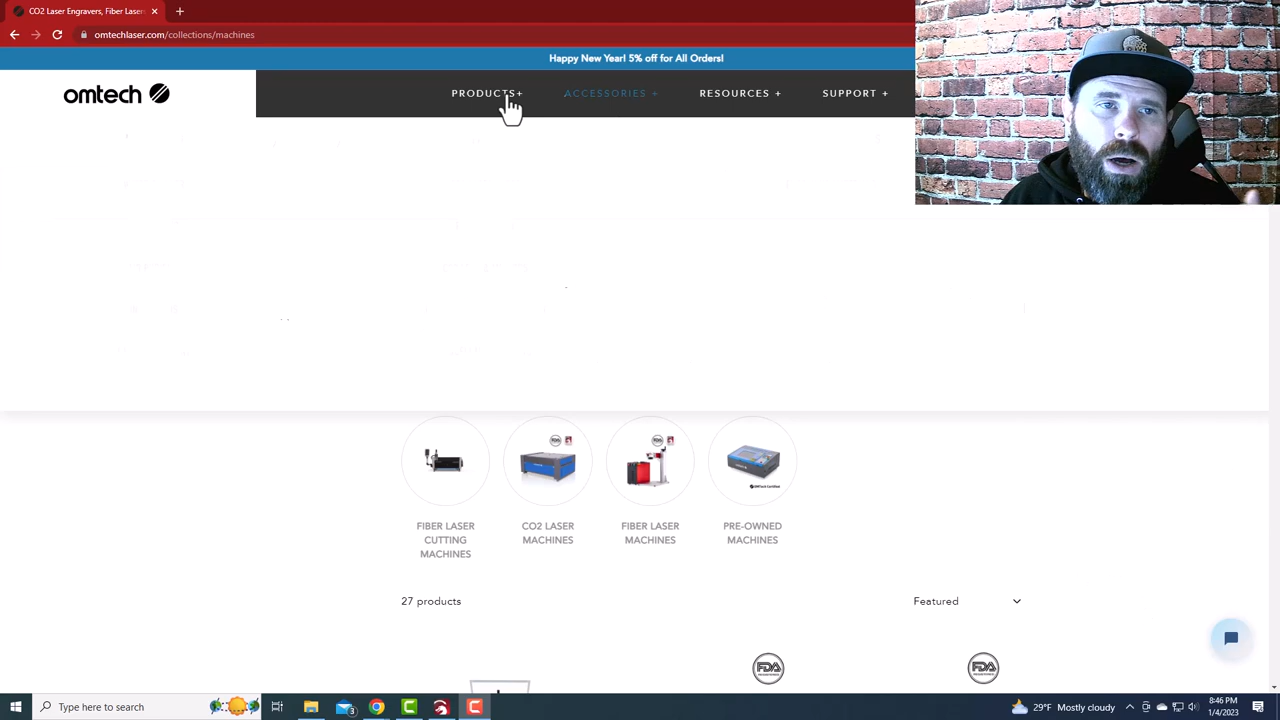 CO2 Laser Engravers, Fiber Laser
omtechlaser.com/collections/machines
Happy New Year! 5% off for All Orders!
omtech
PRODUCTS+
ACCESSORIES +
RESOURCES +
SUPPORT +
FIBER LASER
CUTTING
MACHINES
CO2 LASER
MACHINES
FIBER LASER
MACHINES
PRE-OWNED
MACHINES
27 products
Featured
FDA
FDA
Type here to search
29°F Mostly cloudy
8:46 PM
1/4/2023